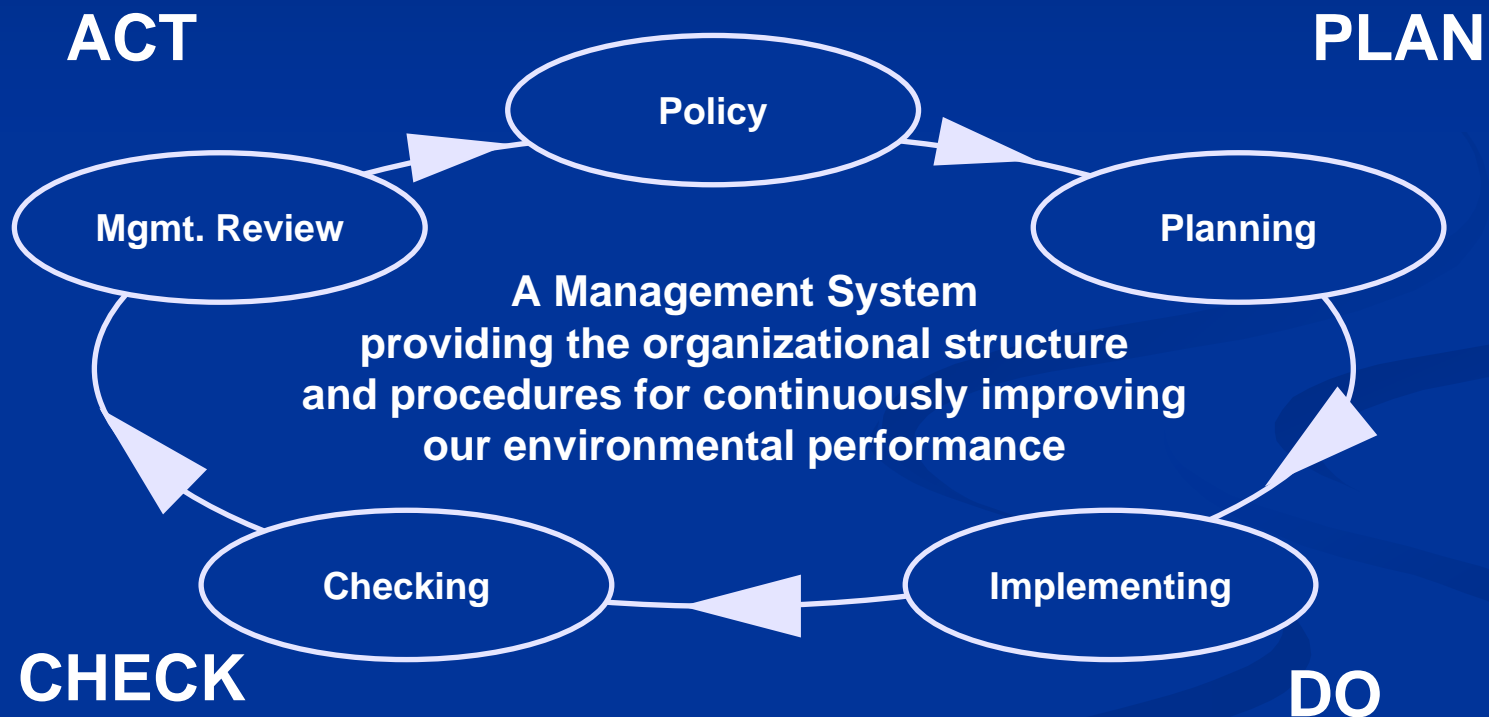 ACT
PLAN
Policy
Mgmt. Review
Planning
A Management System
providing the organizational structure
and procedures for continuously improving
our environmental performance
Checking
Implementing
CHECK
DO